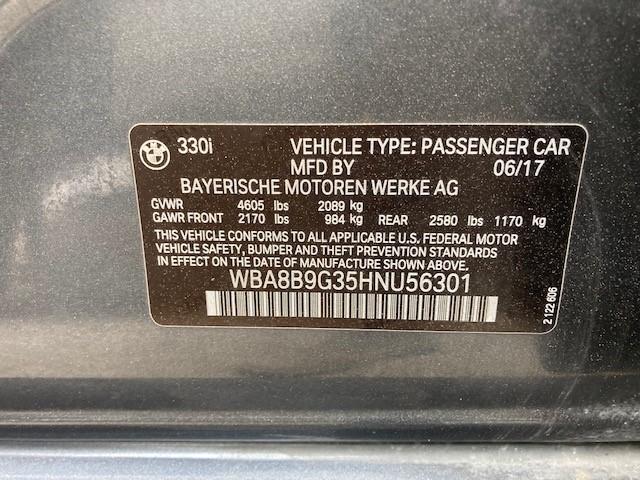 330i VEHICLE TYPE: PASSENGER CAR
MFD BY 06/17
BAYERISCHE MOTOREN WERKE AG
GVWR 4605 lbs 2089 kg
GAWR FRONT 2170 lbs 984 kg REAR 2580 lbs 1170 kg
THIS VEHICLE CONFORMS TO ALL APPLICABLE U.S. FEDERAL MOTOR
VEHICLE SAFETY, BUMPER AND THEFT PREVENTION STANDARDS IN
EFFECT ON THE DATE OF MANUFACTURE SHOWN ABOVE.
WBA8B9G35HNU56301
2 122 606